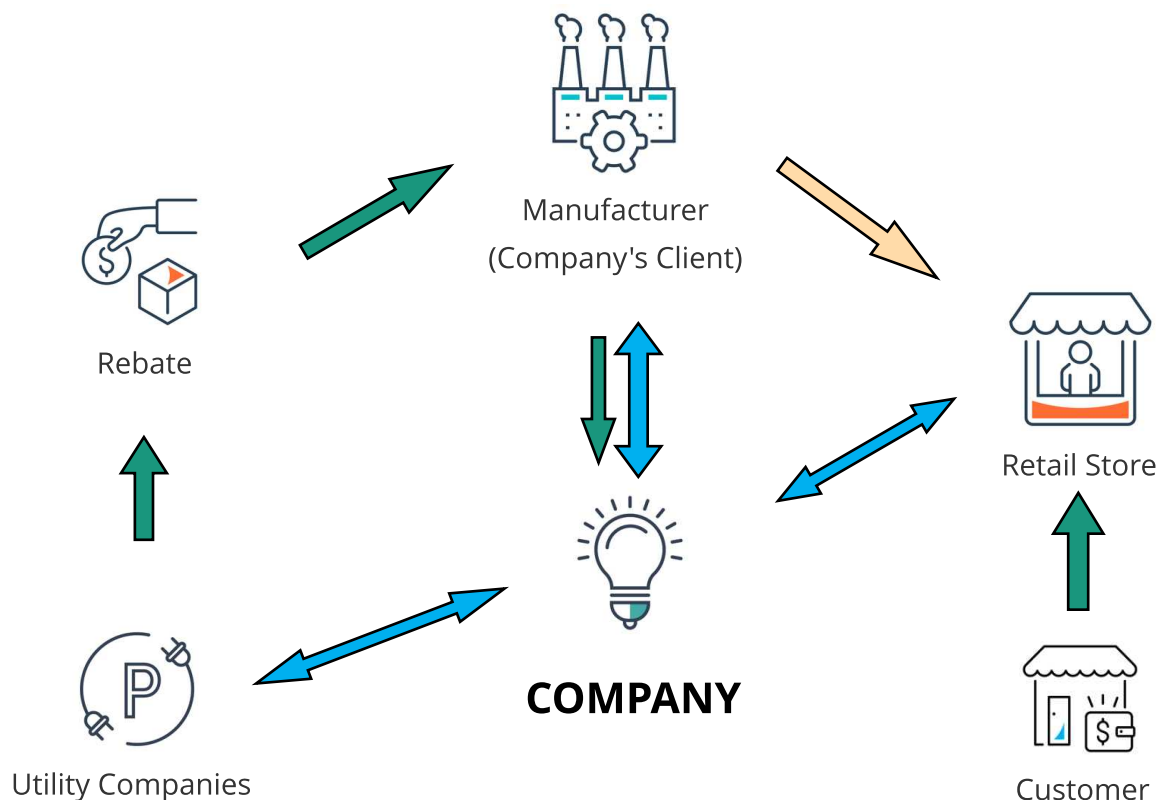 Manufacturer
(Company's Client)
$
Rebate
Retail Store
P
COMPANY
$
Utility Companies
Customer